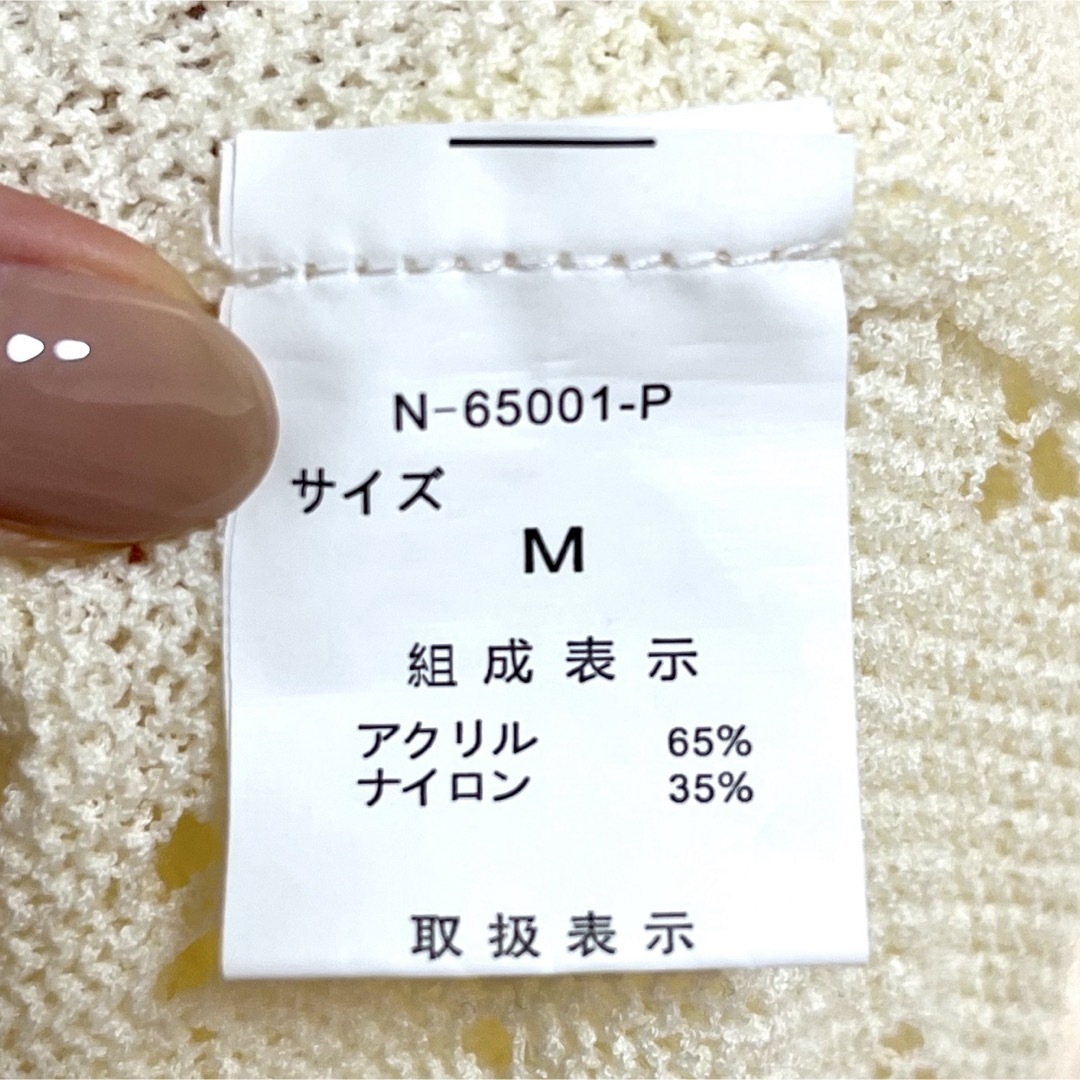 N-65001-P
サイズ
M
組成表示
アクリル 65%
ナイロン 35%
取扱表示